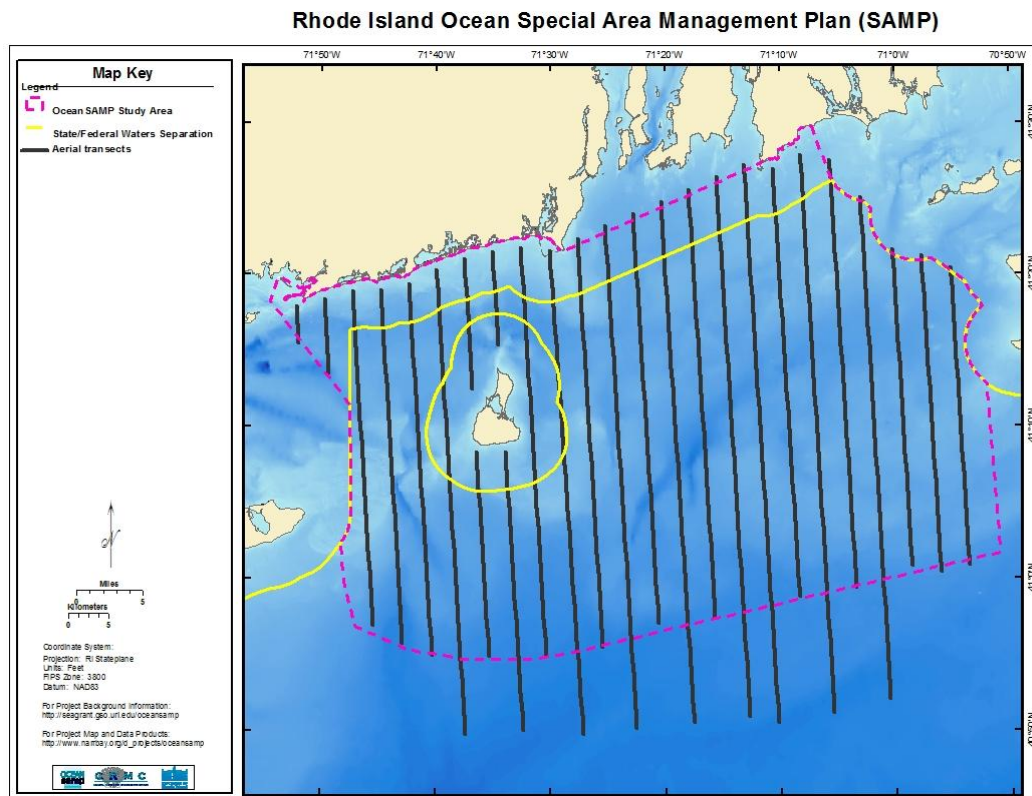 Rhode Island Ocean Special Area Management Plan (SAMP)
71°50'W 71°40'W 71°30'W 71°20'W 71°10'W 71°0'W 70°50'W
Map Key
Legend
Ocean SAMP Study Area
State/Federal Waters Separation
Aerial transects
N
Miles
0 5
Kilometers
0 5
Coordinate System:
Projection: RI Stateplane
Units: Feet
FIPS Zone: 3800
Datum: NAD83
For Project Background Information:
http://seagrant.gso.uri.edu/oceansamp
For Project Map and Data Products:
http://www.narrbay.org/d_projects/oceansamp
OCEAN
samp
CRMC